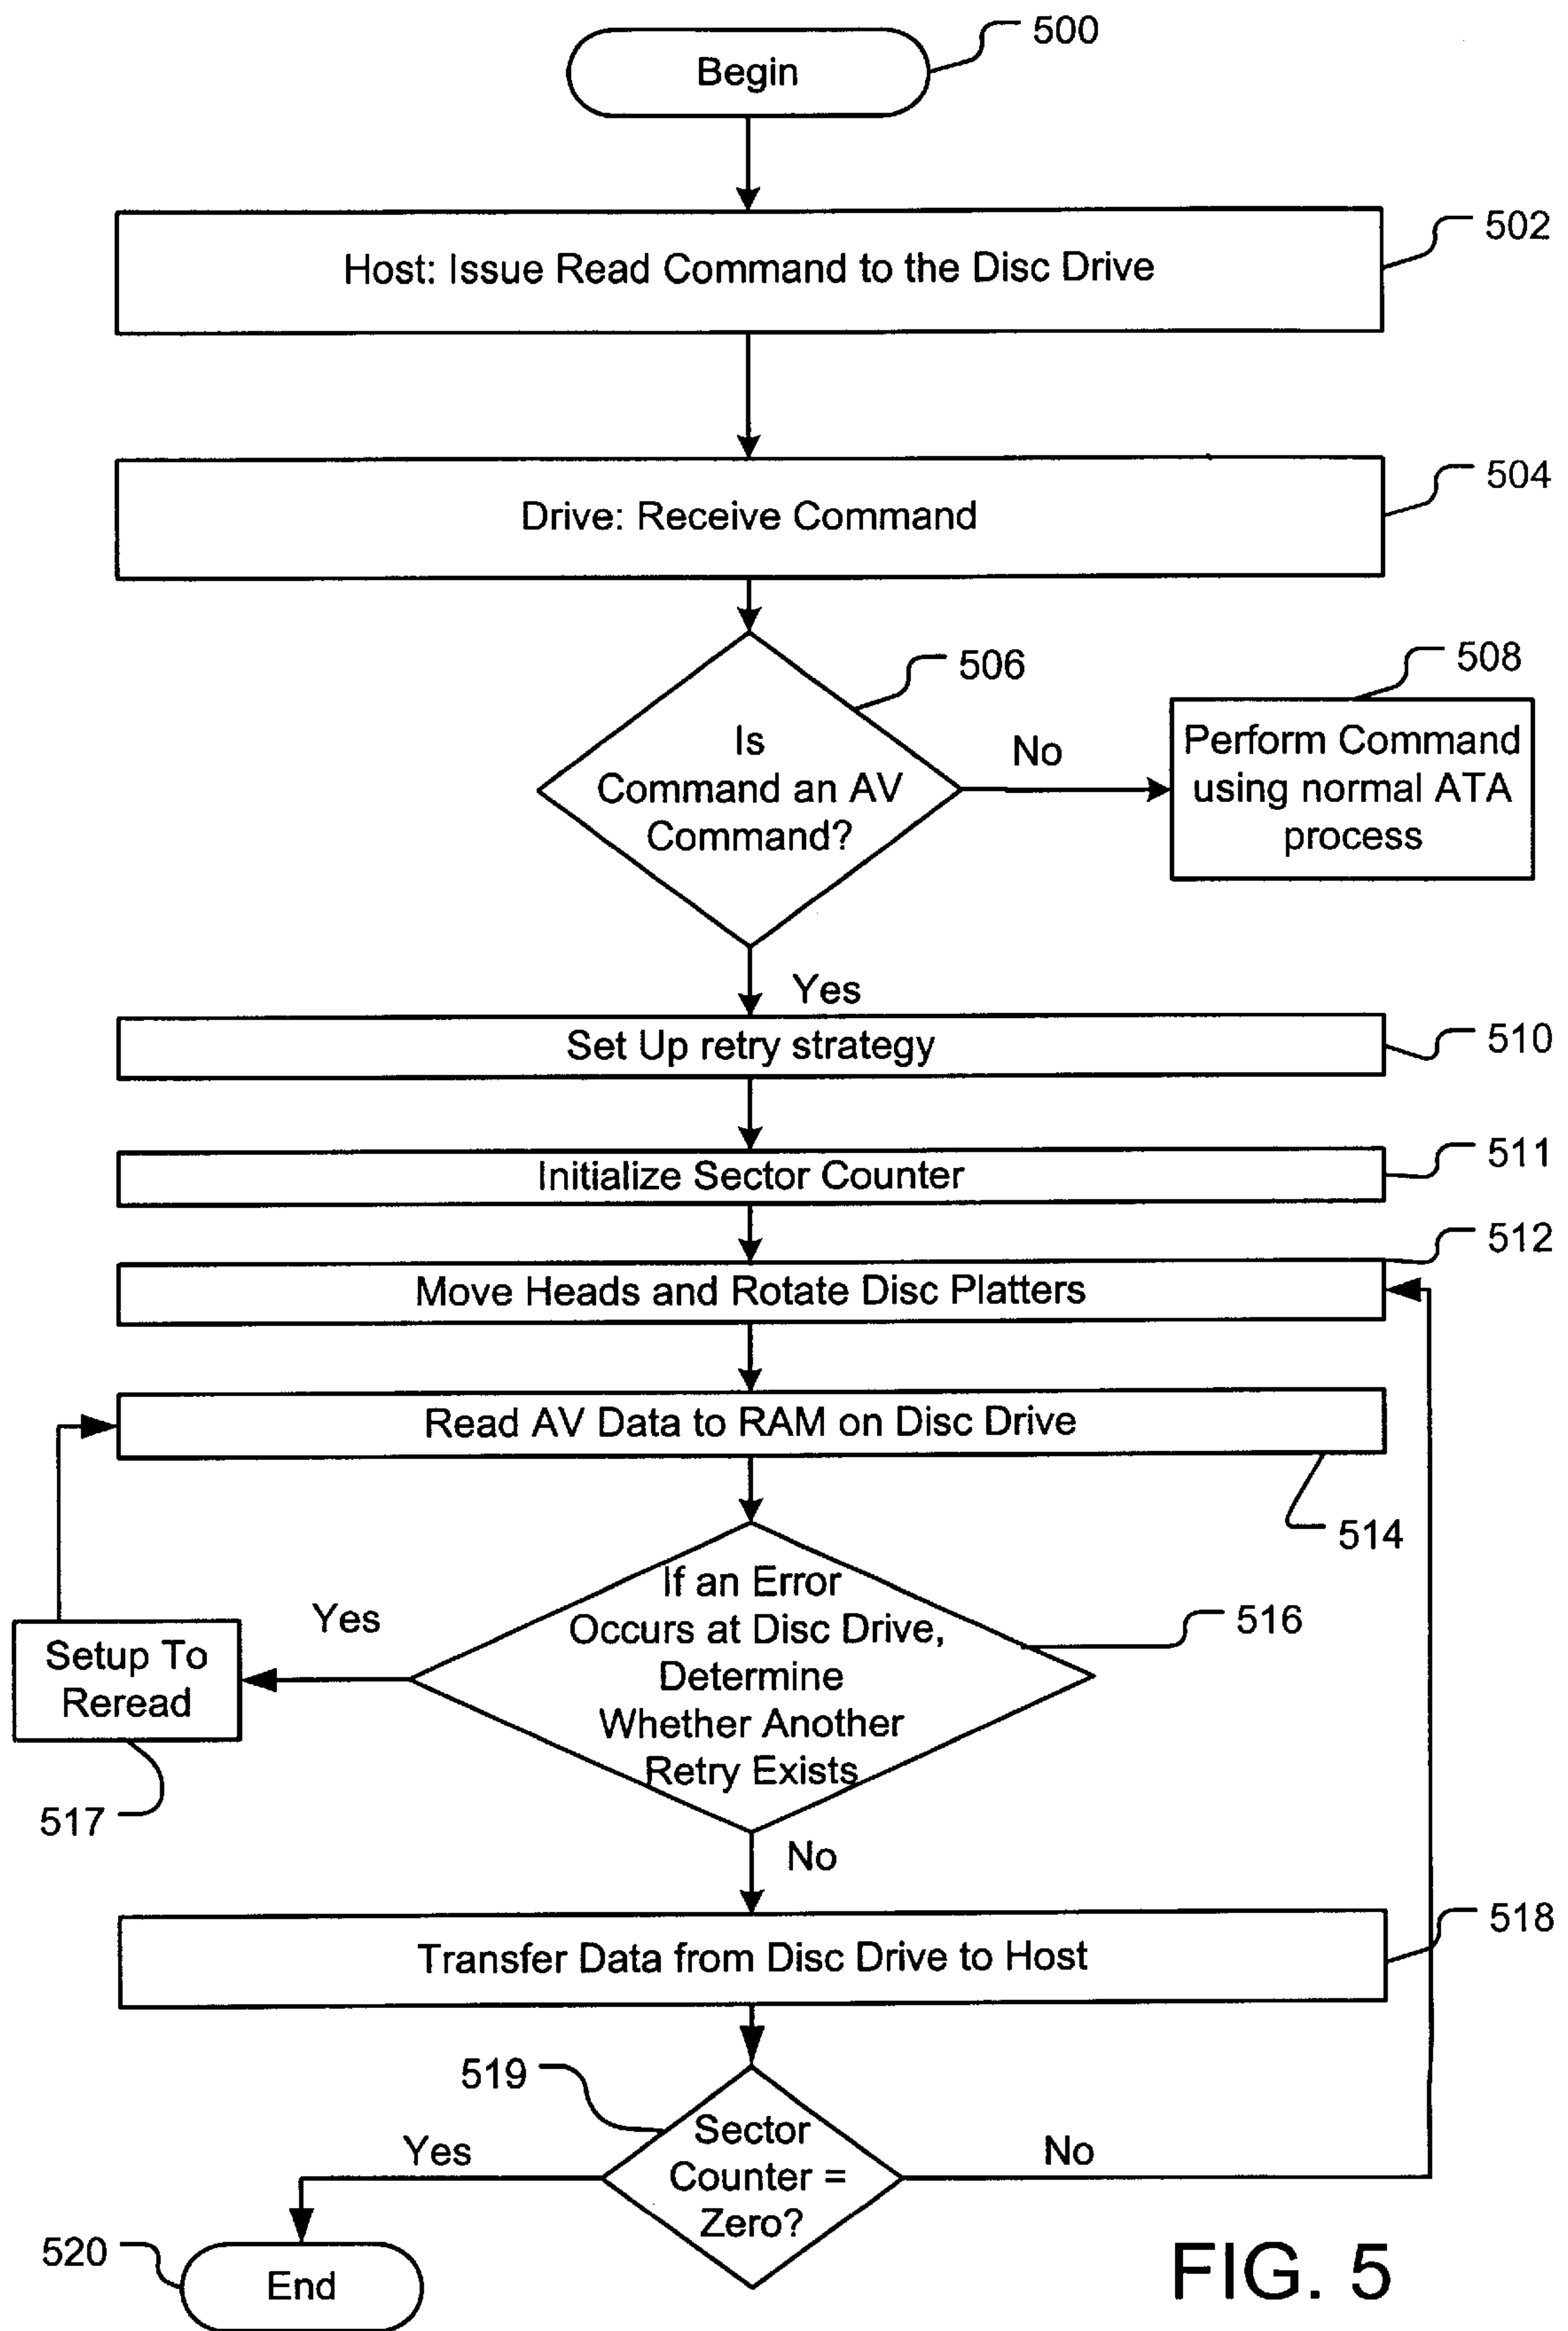 500
Begin
502
Host: Issue Read Command to the Disc Drive
504
Drive: Receive Command
506
Is
Command an AV
Command?
No
508
Perform Command
using normal ATA
process
Yes
510
Set Up retry strategy
511
Initialize Sector Counter
512
Move Heads and Rotate Disc Platters
Read AV Data to RAM on Disc Drive
514
If an Error
Occurs at Disc Drive,
Determine
Whether Another
Retry Exists
516
Yes
Setup To
Reread
517
No
518
Transfer Data from Disc Drive to Host
519
Sector
Counter =
Zero?
Yes
No
520
End
FIG. 5